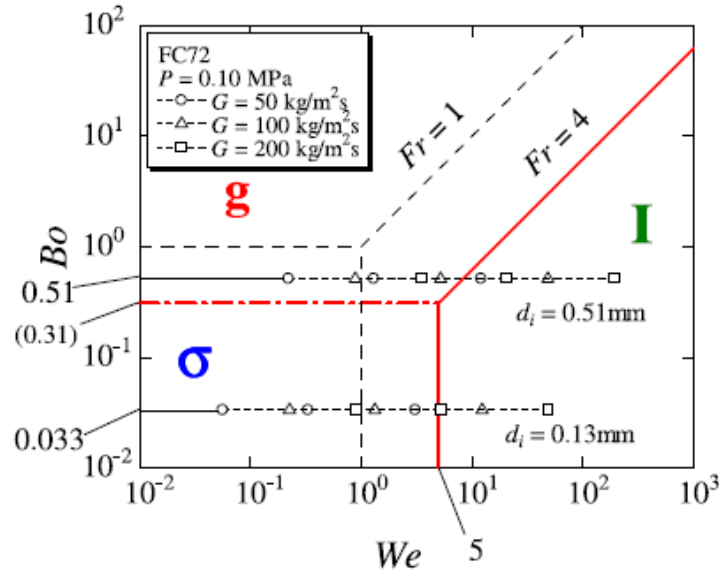 10²
FC72
P = 0.10 MPa
G = 50 kg/m²s
G = 100 kg/m²s
G = 200 kg/m²s
Fr = 1
Fr = 4
10¹
g
I
Bo
10⁰
0.51
(0.31)
dᵢ = 0.51mm
10⁻¹
σ
0.033
dᵢ = 0.13mm
10⁻²
10⁻² 10⁻¹ 10⁰ 10¹ 10² 10³
We 5